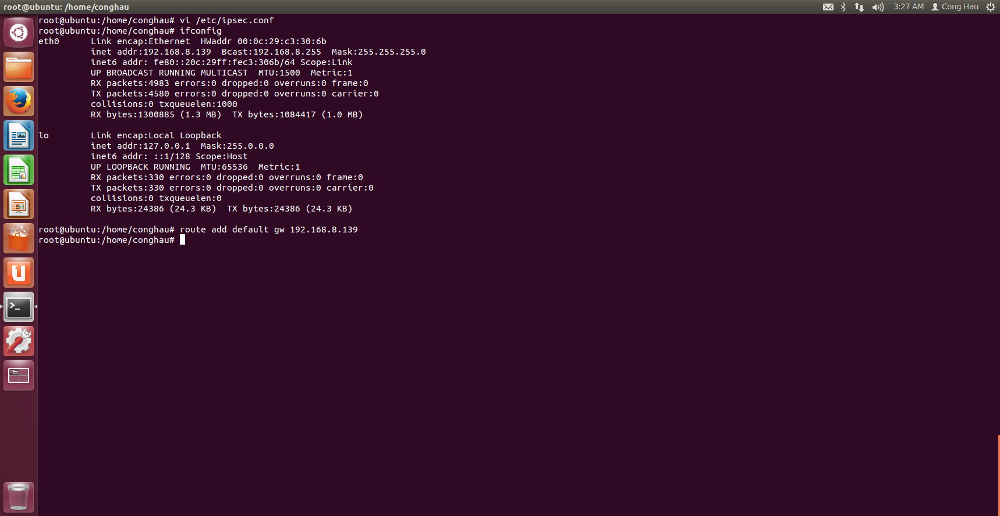 root@ubuntu: /home/conghau
3:27 AM Cong Hau
root@ubuntu:/home/conghau# vi /etc/ipsec.conf
root@ubuntu:/home/conghau# ifconfig
eth0      Link encap:Ethernet  HWaddr 00:0c:29:c3:30:6b
          inet addr:192.168.8.139  Bcast:192.168.8.255  Mask:255.255.255.0
          inet6 addr: fe80::20c:29ff:fec3:306b/64 Scope:Link
          UP BROADCAST RUNNING MULTICAST  MTU:1500  Metric:1
          RX packets:4983 errors:0 dropped:0 overruns:0 frame:0
          TX packets:4580 errors:0 dropped:0 overruns:0 carrier:0
          collisions:0 txqueuelen:1000
          RX bytes:1300885 (1.3 MB)  TX bytes:1084417 (1.0 MB)

lo        Link encap:Local Loopback
          inet addr:127.0.0.1  Mask:255.0.0.0
          inet6 addr: ::1/128 Scope:Host
          UP LOOPBACK RUNNING  MTU:65536  Metric:1
          RX packets:330 errors:0 dropped:0 overruns:0 frame:0
          TX packets:330 errors:0 dropped:0 overruns:0 carrier:0
          collisions:0 txqueuelen:0
          RX bytes:24386 (24.3 KB)  TX bytes:24386 (24.3 KB)

root@ubuntu:/home/conghau# route add default gw 192.168.8.139
root@ubuntu:/home/conghau#